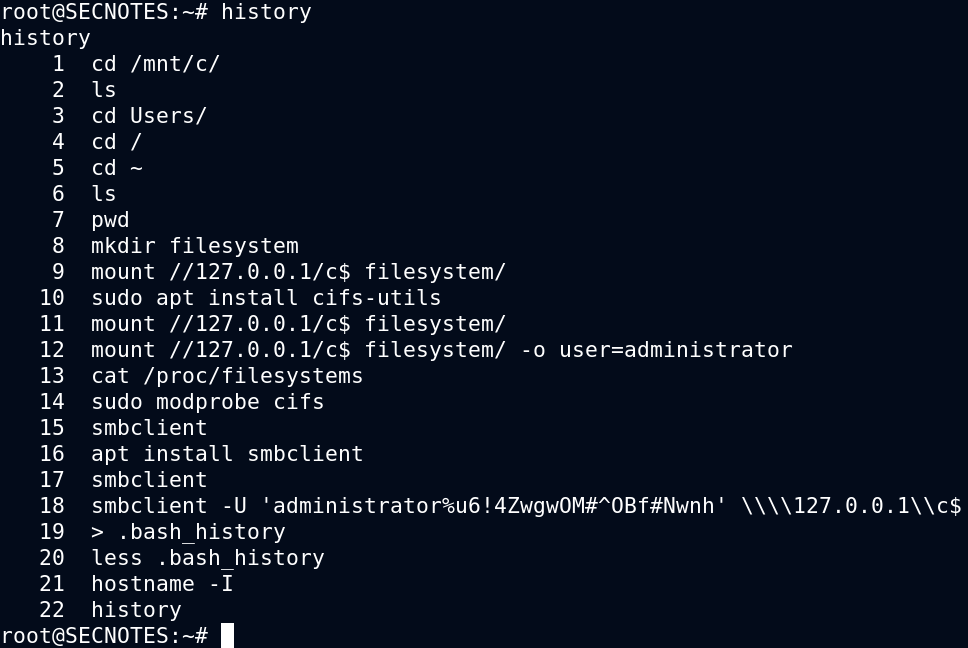 root@SECNOTES:~# history
history
    1  cd /mnt/c/
    2  ls
    3  cd Users/
    4  cd /
    5  cd ~
    6  ls
    7  pwd
    8  mkdir filesystem
    9  mount //127.0.0.1/c$ filesystem/
   10  sudo apt install cifs-utils
   11  mount //127.0.0.1/c$ filesystem/
   12  mount //127.0.0.1/c$ filesystem/ -o user=administrator
   13  cat /proc/filesystems
   14  sudo modprobe cifs
   15  smbclient
   16  apt install smbclient
   17  smbclient
   18  smbclient -U 'administrator%u6!4ZwgwOM#^OBf#Nwnh' \\\\127.0.0.1\\c$
   19  > .bash_history
   20  less .bash_history
   21  hostname -I
   22  history
root@SECNOTES:~#